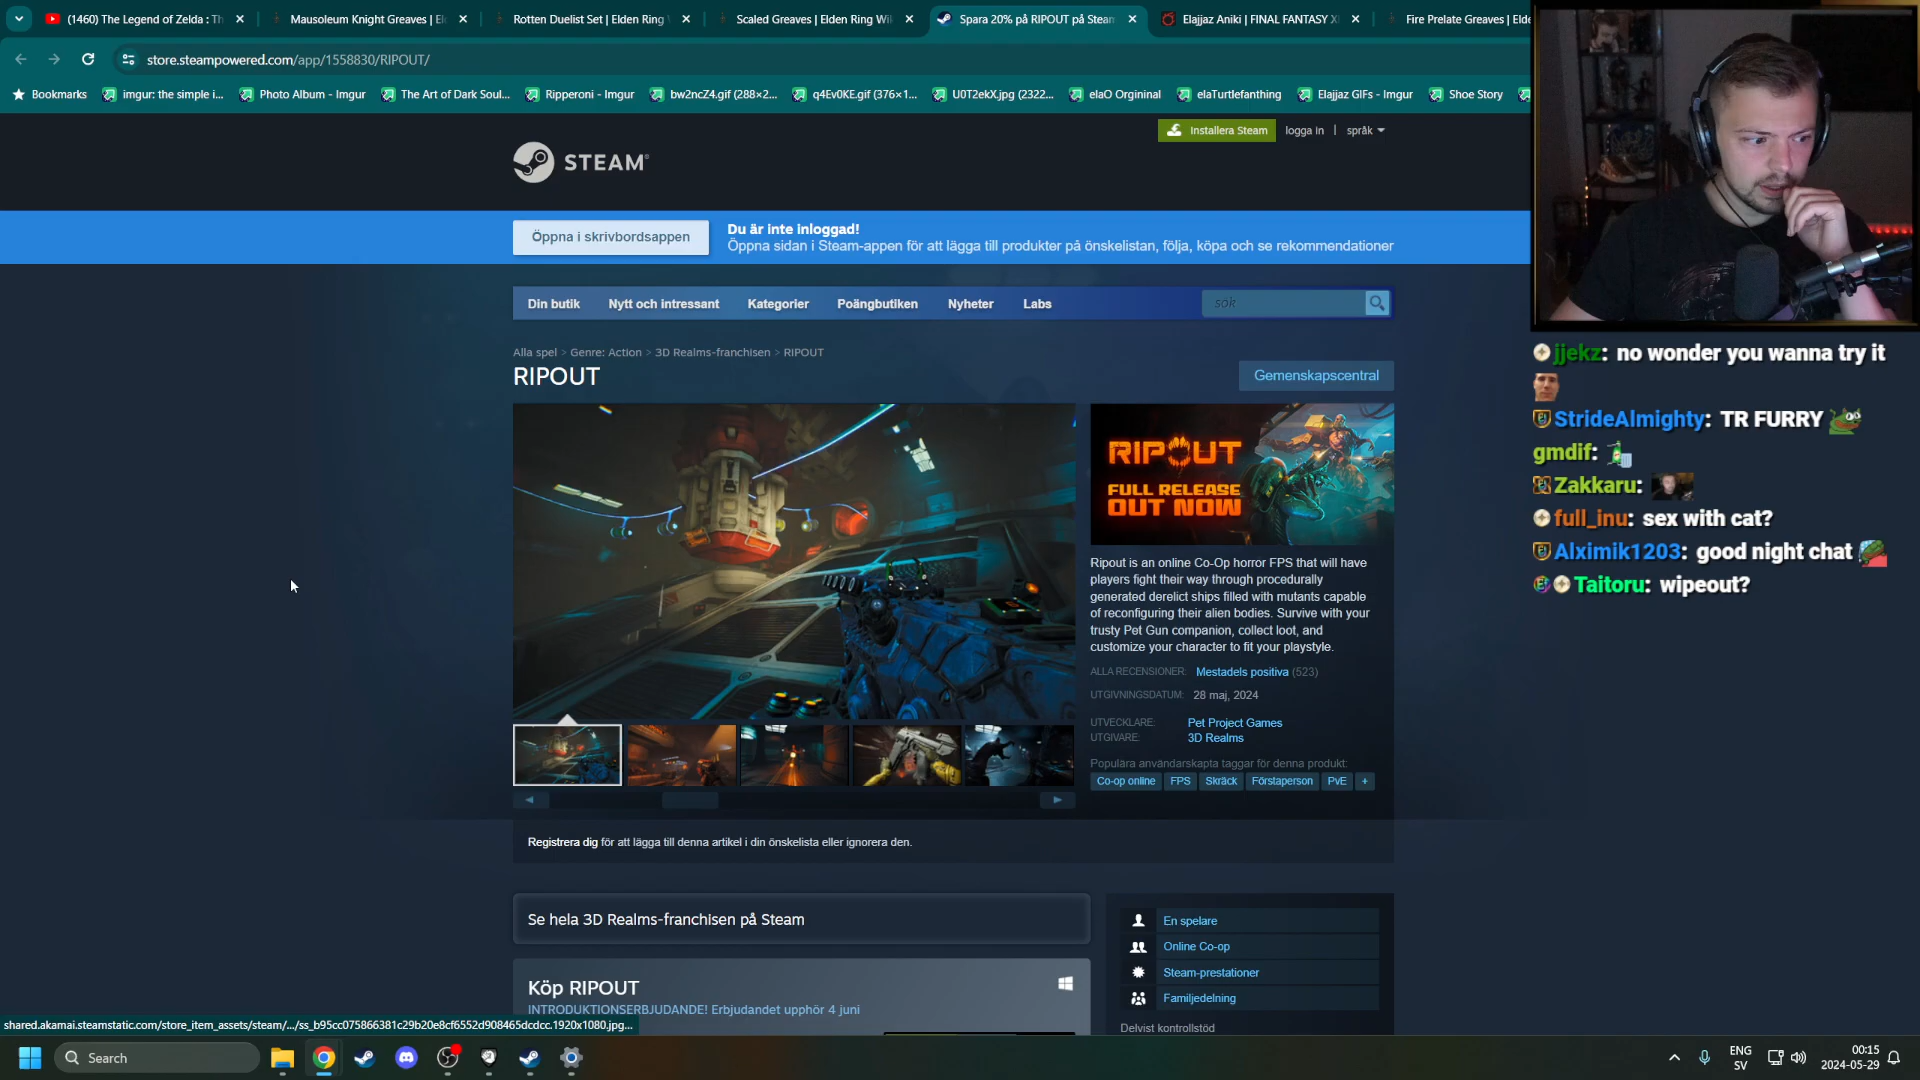 (1460) The Legend of Zelda : Th
Mausoleum Knight Greaves | El
Rotten Duelist Set | Elden Ring
Scaled Greaves | Elden Ring Wi
Spara 20% på RIPOUT på Steam
Elajjaz Aniki | FINAL FANTASY X
Fire Prelate Greaves | Elde
store.steampowered.com/app/1558830/RIPOUT/
Bookmarks
imgur: the simple i...
Photo Album - Imgur
The Art of Dark Soul...
Ripperoni - Imgur
bw2ncZ4.gif (288×2...
q4Ev0KE.gif (376×1...
U0T2ekX.jpg (2322...
elaO Orgininal
elaTurtlefanthing
Elajjaz GIFs - Imgur
Shoe Story
Installera Steam
logga in
|
språk
STEAM®
Öppna i skrivbordsappen
Du är inte inloggad!
Öppna sidan i Steam-appen för att lägga till produkter på önskelistan, följa, köpa och se rekommendationer
Din butik
Nytt och intressant
Kategorier
Poängbutiken
Nyheter
Labs
sök
Alla spel > Genre: Action > 3D Realms-franchisen > RIPOUT
RIPOUT
Gemenskapscentral
RIPOUT
FULL RELEASE
OUT NOW
Ripout is an online Co-Op horror FPS that will have
players fight their way through procedurally
generated derelict ships filled with mutants capable
of reconfiguring their alien bodies. Survive with your
trusty Pet Gun companion, collect loot, and
customize your character to fit your playstyle.
ALLA RECENSIONER: Mestadels positiva (523)
UTGIVNINGSDATUM: 28 maj, 2024
UTVECKLARE: Pet Project Games
UTGIVARE: 3D Realms
Populära användarskapta taggar för denna produkt:
Co-op online
FPS
Skräck
Förstaperson
PvE
+
Registrera dig för att lägga till denna artikel i din önskelista eller ignorera den.
Se hela 3D Realms-franchisen på Steam
Köp RIPOUT
INTRODUKTIONSERBJUDANDE! Erbjudandet upphör 4 juni
En spelare
Online Co-op
Steam-prestationer
Familjedelning
Delvist kontrollstöd
jjekz: no wonder you wanna try it
StrideAlmighty: TR FURRY
gmdif:
Zakkaru:
full_inu: sex with cat?
Alximik1203: good night chat
Taitoru: wipeout?
shared.akamai.steamstatic.com/store_item_assets/steam/.../ss_b95cc075866381c29b20e8cf6552d908465dcdcc.1920x1080.jpg...
Search
ENG
SV
00:15
2024-05-29